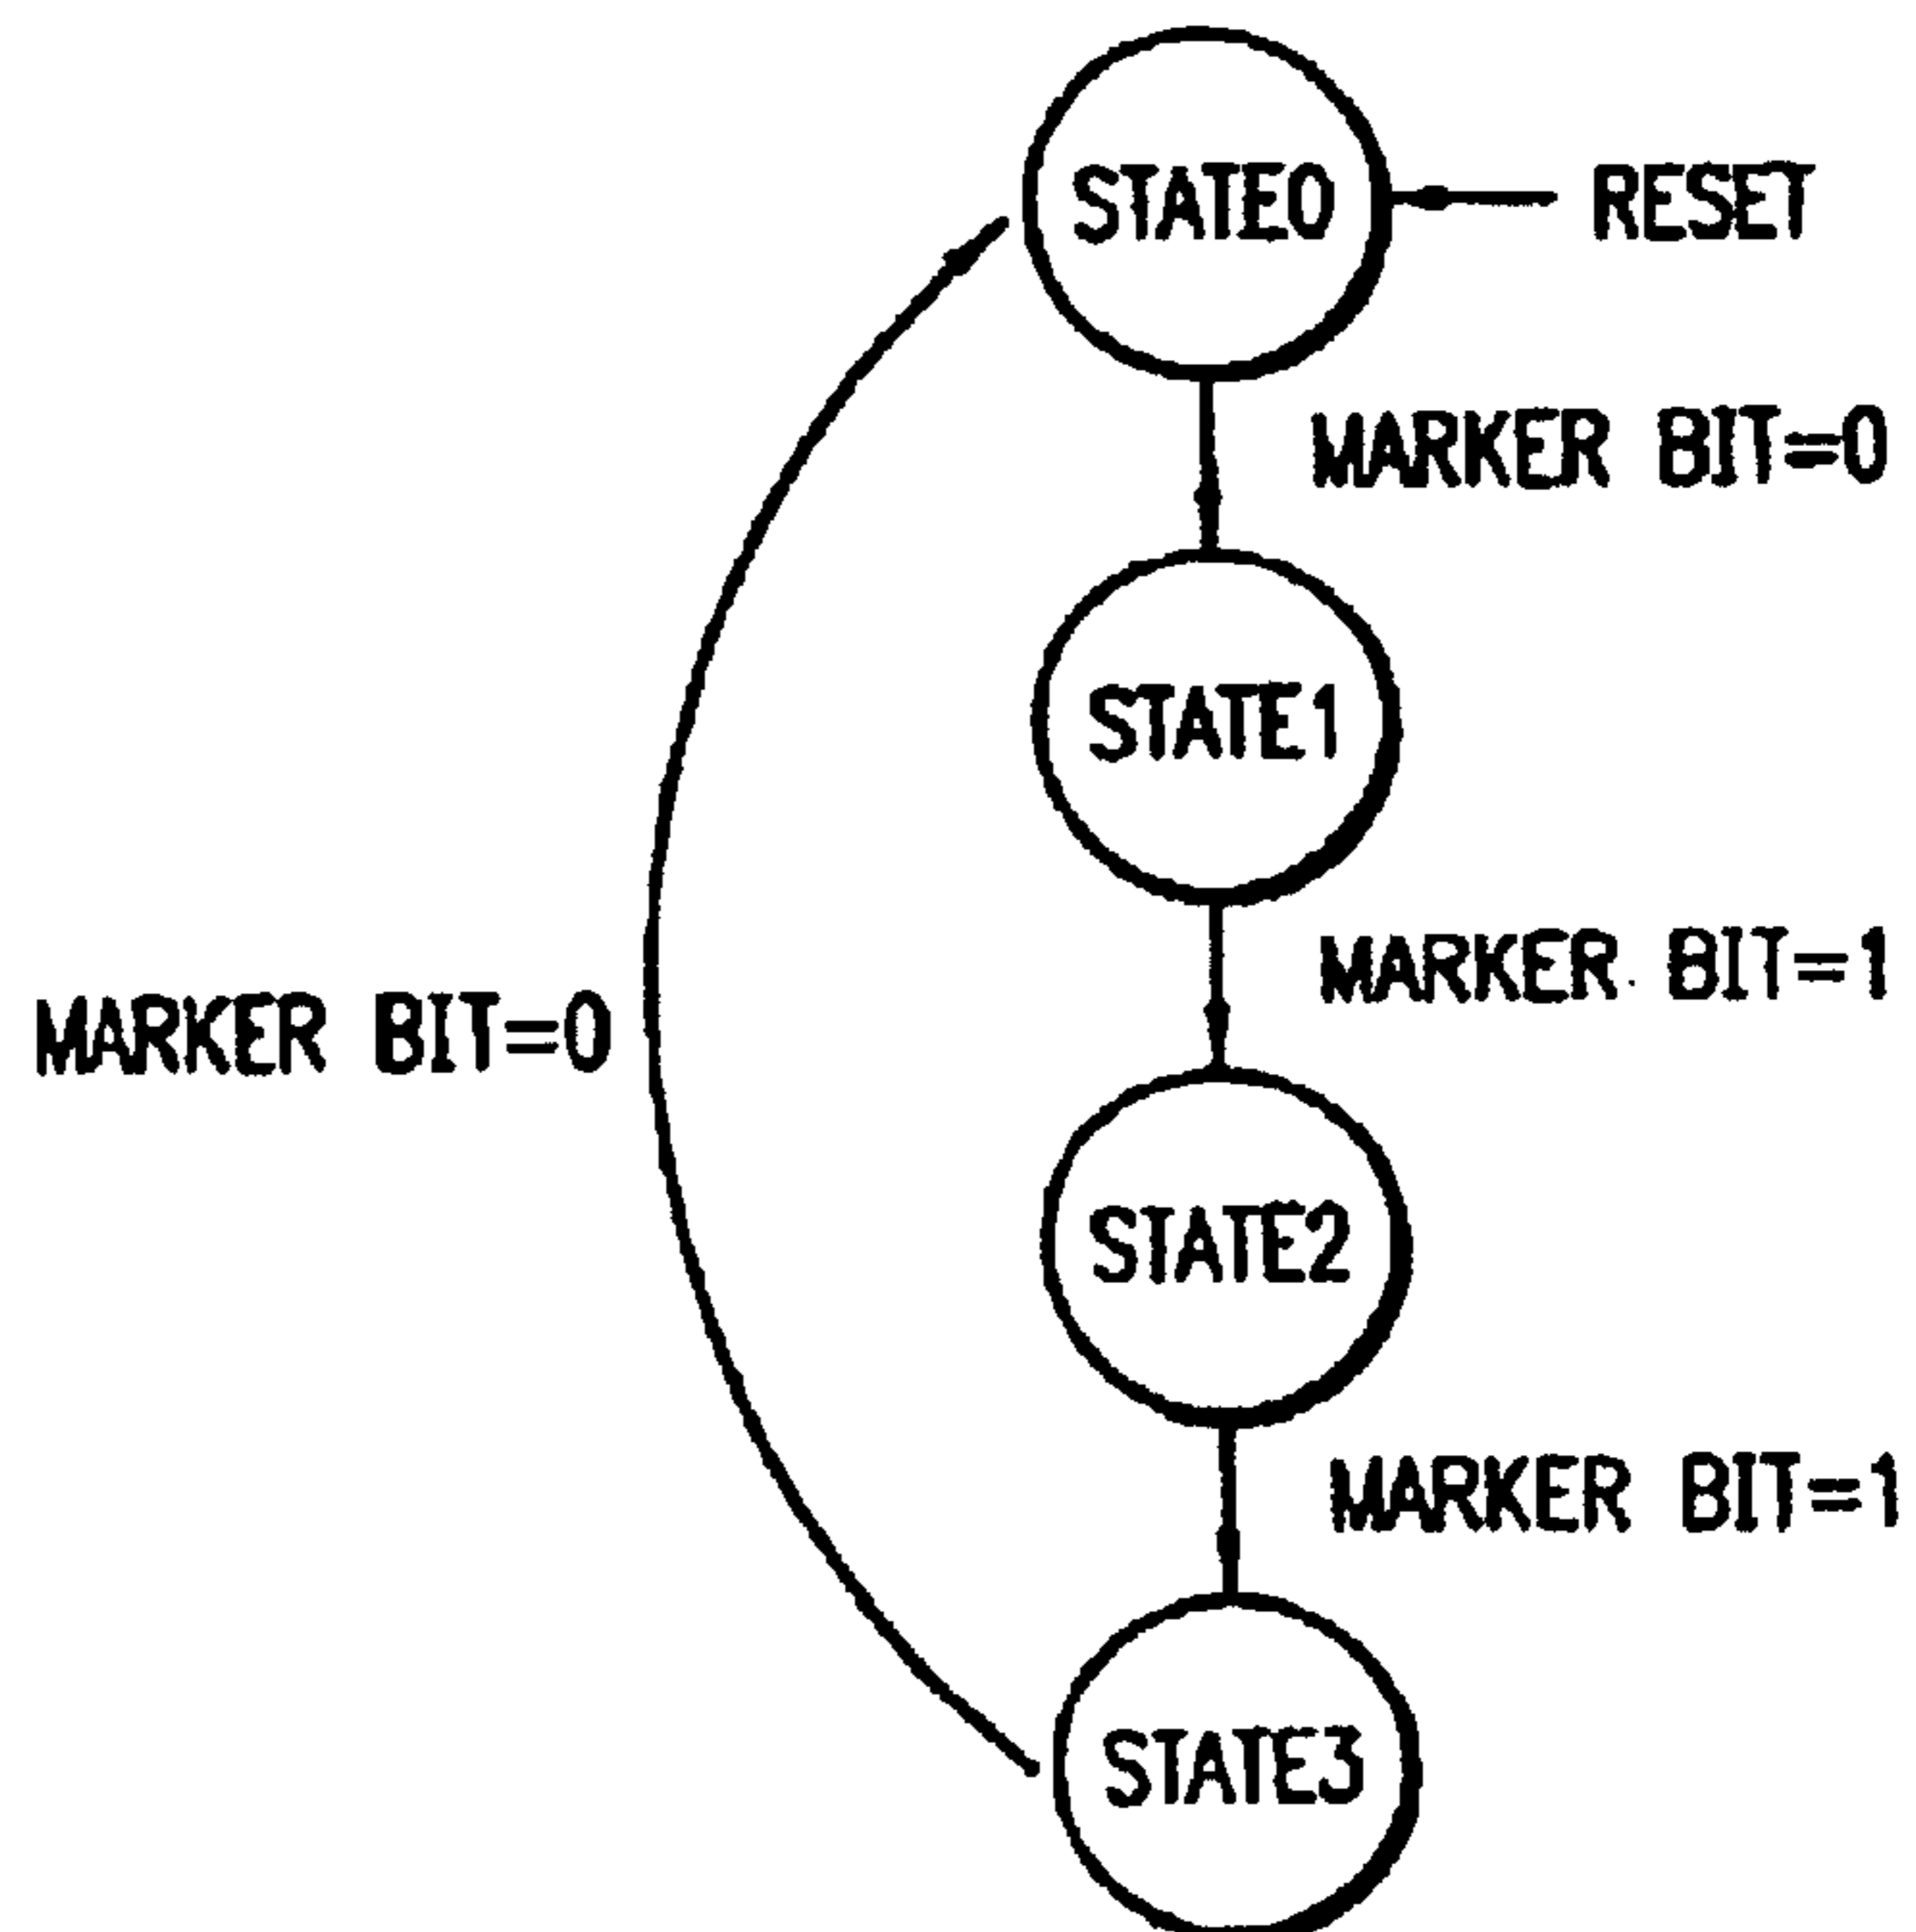 STATE0
RESET
MARKER BIT=0
STATE1
MARKER BIT=1
MARKER BIT=0
STATE2
MARKER BIT=1
STATE3